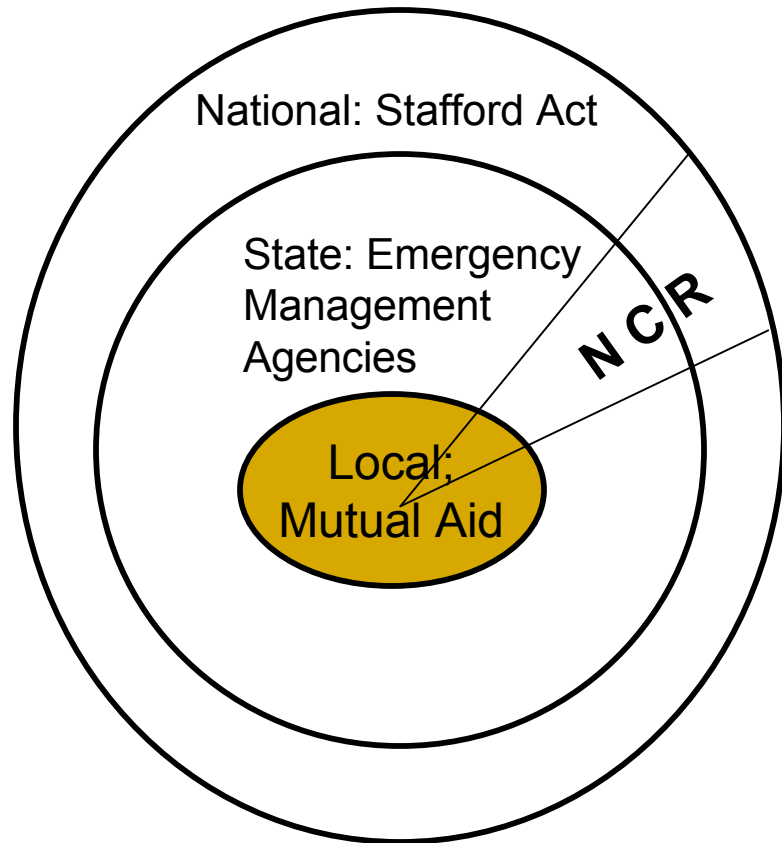 National: Stafford Act
State: Emergency
Management
Agencies
N C R
Local;
Mutual Aid